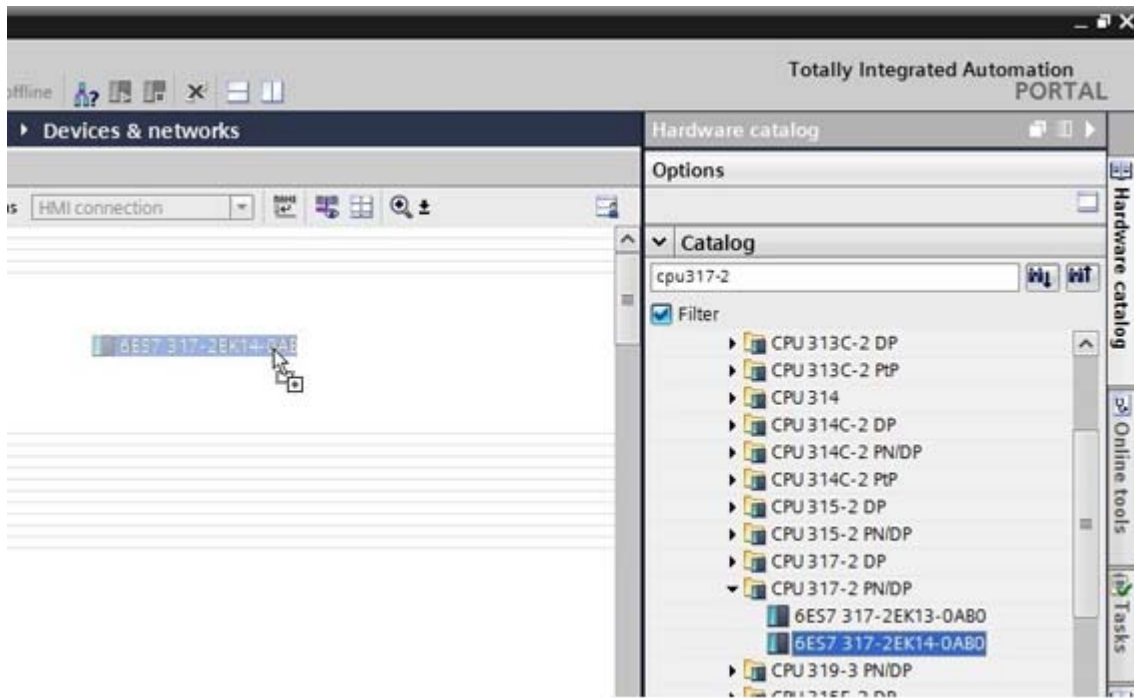 Totally Integrated Automation
PORTAL
offline
Devices & networks
Hardware catalog
Options
HMI connection
Catalog
cpu317-2
Filter
CPU 313C-2 DP
CPU 313C-2 PtP
CPU 314
CPU 314C-2 DP
CPU 314C-2 PN/DP
CPU 314C-2 PtP
CPU 315-2 DP
CPU 315-2 PN/DP
CPU 317-2 DP
CPU 317-2 PN/DP
6ES7 317-2EK13-0AB0
6ES7 317-2EK14-0AB0
CPU 319-3 PN/DP
6ES7 317-2EK14-0AB
Hardware catalog
Online tools
Tasks